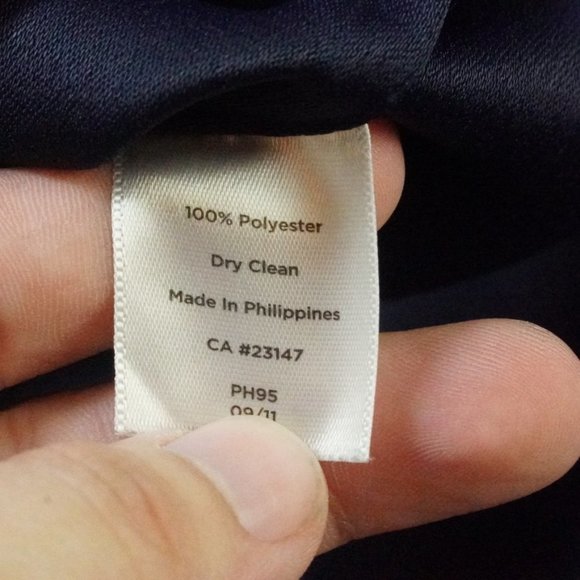 100% Polyester
Dry Clean
Made In Philippines
CA #23147
PH95
09/11